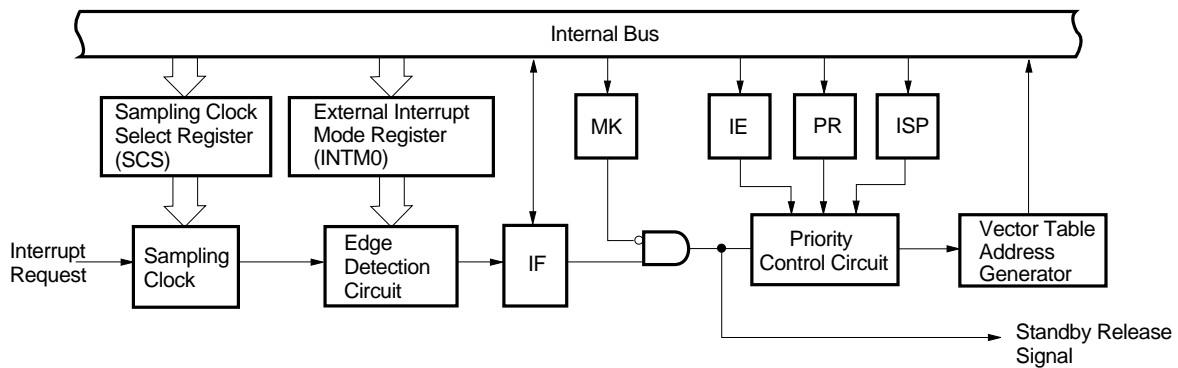 Internal Bus
Sampling Clock
Select Register
(SCS)
External Interrupt
Mode Register
(INTM0)
MK
IE
PR
ISP
Interrupt
Request
Sampling
Clock
Edge
Detection
Circuit
IF
Priority
Control Circuit
Vector Table
Address
Generator
Standby Release
Signal